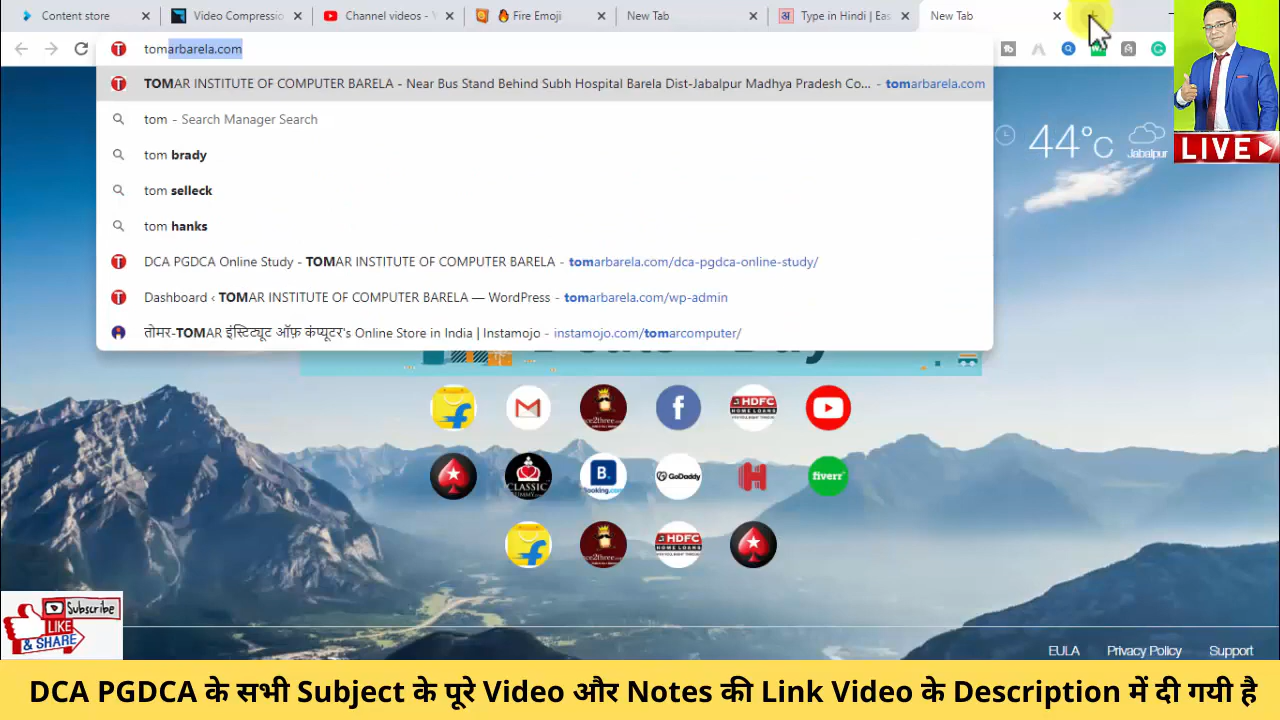 Content store
Video Compressio
Channel videos - Y
Fire Emoji
New Tab
Type in Hindi | Eas
New Tab
tomarbarela.com
TOMAR INSTITUTE OF COMPUTER BARELA - Near Bus Stand Behind Subh Hospital Barela Dist-Jabalpur Madhya Pradesh Co... - tomarbarela.com
tom - Search Manager Search
tom brady
tom selleck
tom hanks
DCA PGDCA Online Study - TOMAR INSTITUTE OF COMPUTER BARELA - tomarbarela.com/dca-pgdca-online-study/
Dashboard ‹ TOMAR INSTITUTE OF COMPUTER BARELA — WordPress - tomarbarela.com/wp-admin
तोमर-TOMAR इंस्टिट्यूट ऑफ़ कंप्यूटर's Online Store in India | Instamojo - instamojo.com/tomarcomputer/
44°C
Jabalpur
LIVE
HDFC
HOME LOANS
CLASSIC
B.
GoDaddy
fiverr
HDFC
HOME LOANS
Subscribe
LIKE
& SHARE
EULA Privacy Policy Support
DCA PGDCA के सभी Subject के पूरे Video और Notes की Link Video के Description में दी गयी है